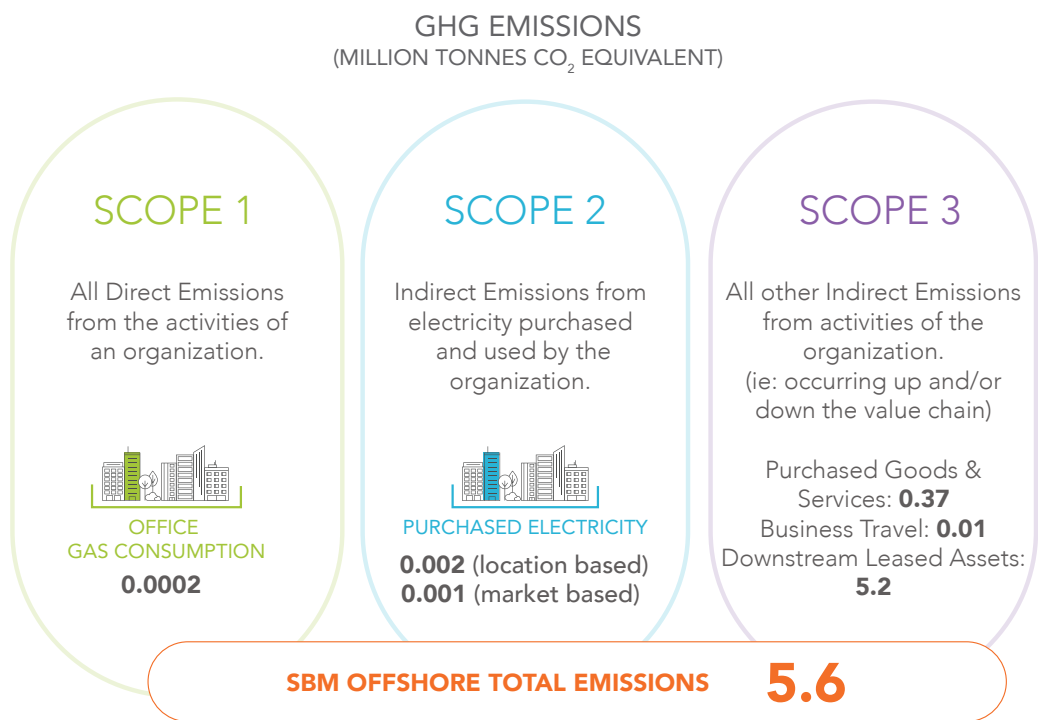 GHG EMISSIONS
(MILLION TONNES CO₂ EQUIVALENT)
SCOPE 1
All Direct Emissions
from the activities of
an organization.
OFFICE
GAS CONSUMPTION
0.0002
SCOPE 2
Indirect Emissions from
electricity purchased
and used by the
organization.
PURCHASED ELECTRICITY
0.002 (location based)
0.001 (market based)
SCOPE 3
All other Indirect Emissions
from activities of the
organization.
(ie: occurring up and/or
down the value chain)
Purchased Goods &
Services: 0.37
Business Travel: 0.01
Downstream Leased Assets:
5.2
SBM OFFSHORE TOTAL EMISSIONS 5.6